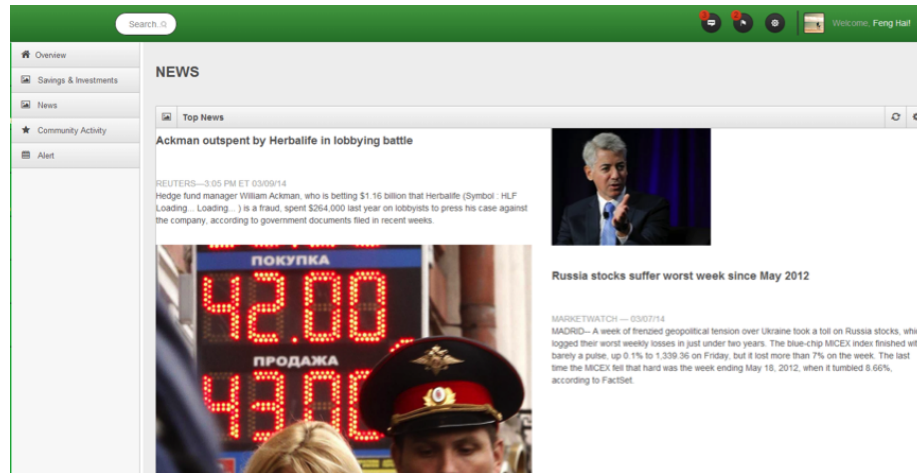 Search..
3
2
Welcome, Feng Hai!
Overview
Savings & Investments
News
Community Activity
Alert
NEWS
Top News
Ackman outspent by Herbalife in lobbying battle
REUTERS—3:05 PM ET 03/09/14
Hedge fund manager William Ackman, who is betting $1.16 billion that Herbalife (Symbol : HLF
Loading... Loading... ) is a fraud, spent $264,000 last year on lobbyists to press his case against
the company, according to government documents filed in recent weeks.
ПОКУПКА
42.00
ПРОДАЖА
43.00
Russia stocks suffer worst week since May 2012
MARKETWATCH — 03/07/14
MADRID-- A week of frenzied geopolitical tension over Ukraine took a toll on Russia stocks, whi
logged their worst weekly losses in just under two years. The blue-chip MICEX index finished wit
barely a pulse, up 0.1% to 1,339.36 on Friday, but it lost more than 7% on the week. The last
time the MICEX fell that hard was the week ending May 18, 2012, when it tumbled 8.66%,
according to FactSet.